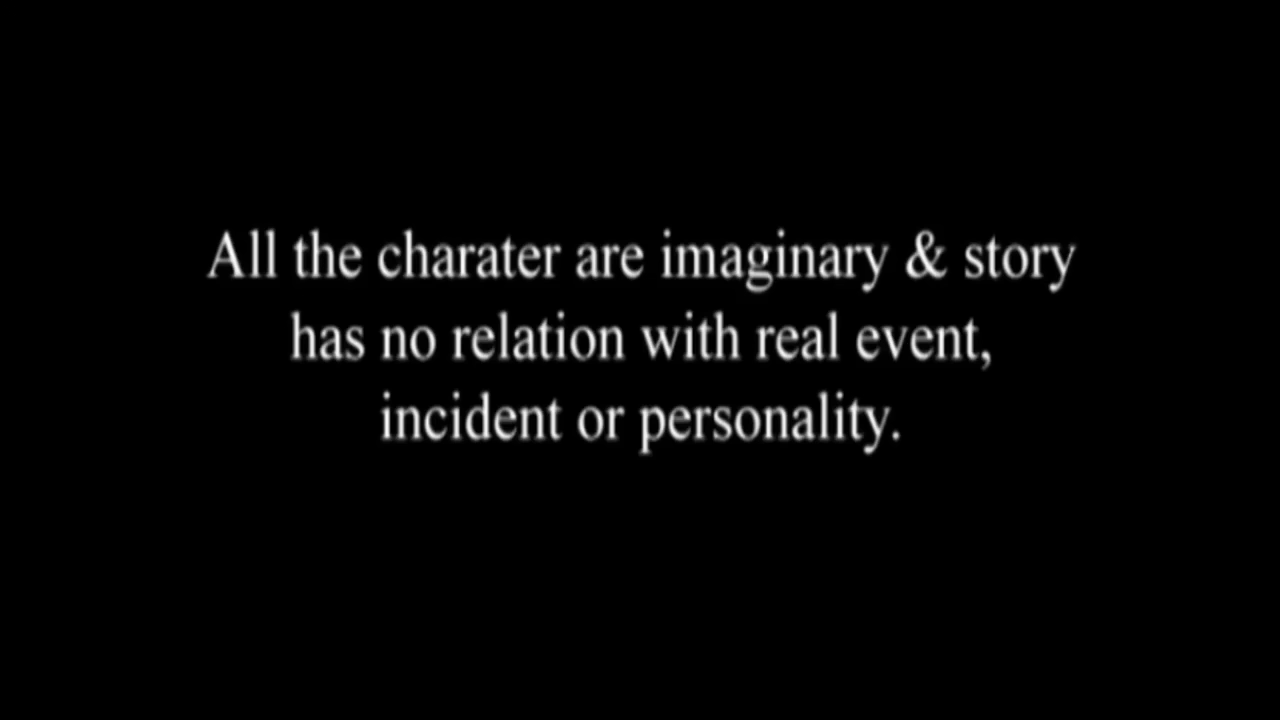 All the charater are imaginary & story
has no relation with real event,
incident or personality.